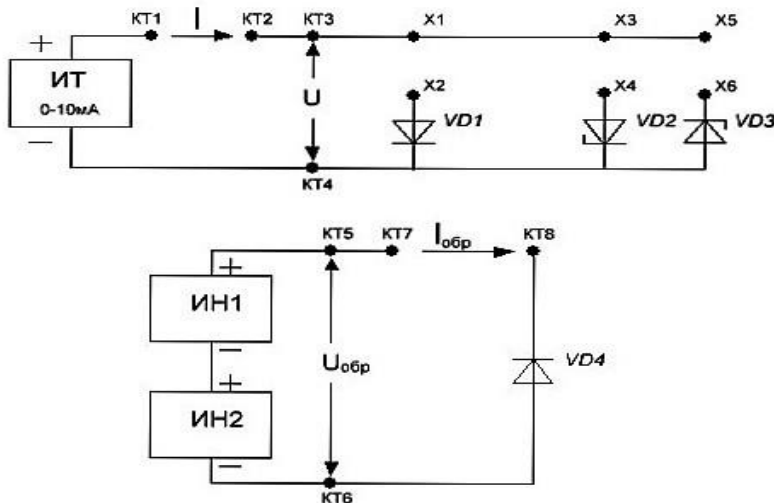 КТ1 I КТ2 КТ3 X1 X3 X5
+
ИТ
0-10мА
−
U
X2 X4 X6
VD1 VD2 VD3
КТ4
КТ5 КТ7 Iобр КТ8
+
ИН1
−
+
ИН2
−
Uобр
VD4
КТ6